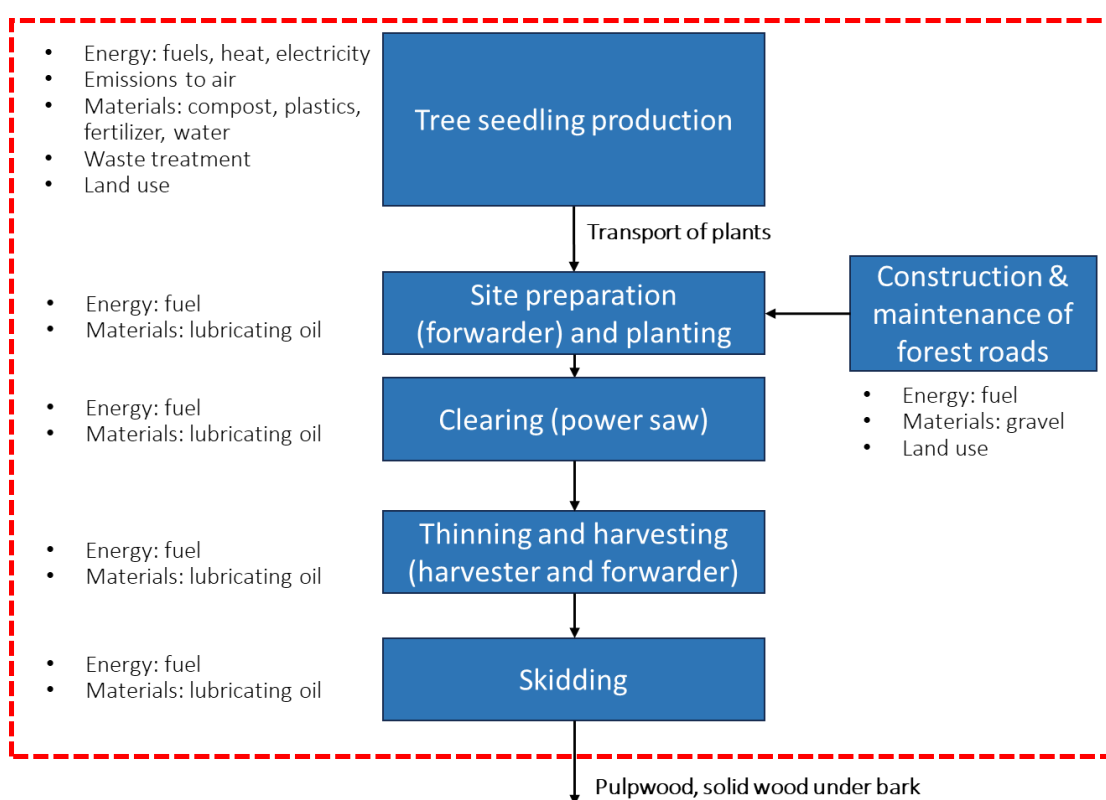 • Energy: fuels, heat, electricity
• Emissions to air
• Materials: compost, plastics,
fertilizer, water
• Waste treatment
• Land use
Tree seedling production
Transport of plants
• Energy: fuel
• Materials: lubricating oil
Site preparation
(forwarder) and planting
Construction &
maintenance of
forest roads
• Energy: fuel
• Materials: gravel
• Land use
• Energy: fuel
• Materials: lubricating oil
Clearing (power saw)
• Energy: fuel
• Materials: lubricating oil
Thinning and harvesting
(harvester and forwarder)
• Energy: fuel
• Materials: lubricating oil
Skidding
Pulpwood, solid wood under bark